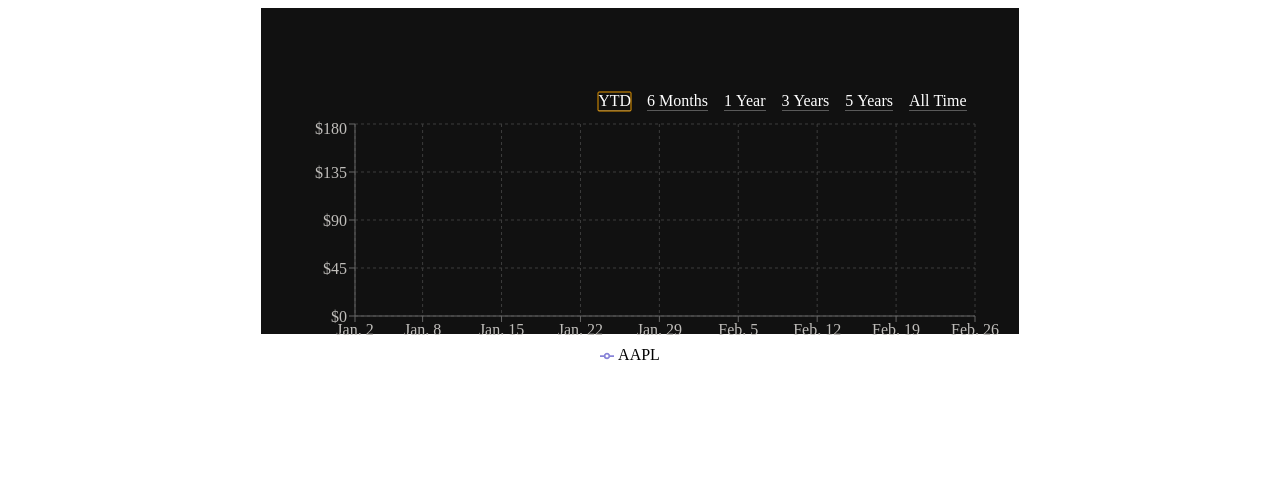 YTD 6 Months 1 Year 3 Years 5 Years All Time
$180
$135
$90
$45
$0
Jan. 2 Jan. 8 Jan. 15 Jan. 22 Jan. 29 Feb. 5 Feb. 12 Feb. 19 Feb. 26
AAPL